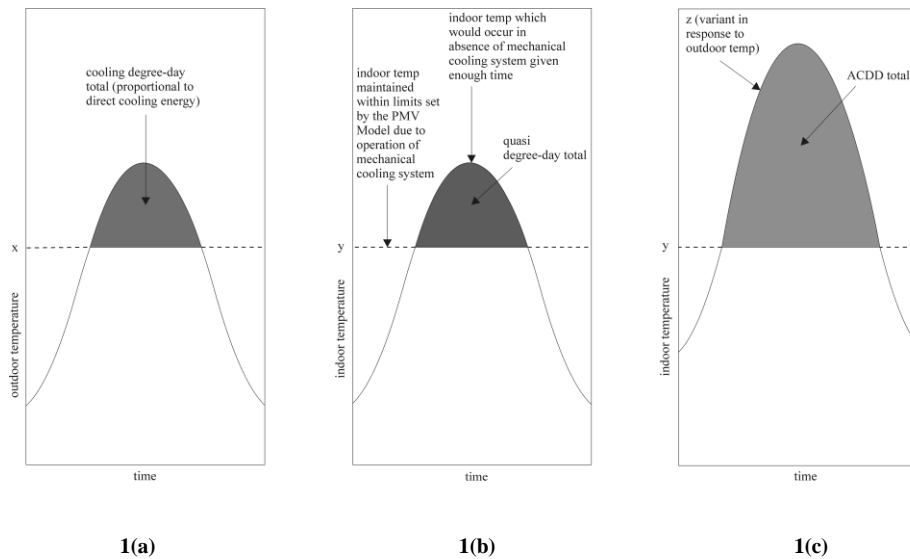 cooling degree-day
total (proportional to
direct cooling energy)
x
outdoor temperature
time
1(a)
indoor temp which
would occur in
absence of mechanical
cooling system given
enough time
indoor temp
maintained
within limits set
by the PMV
Model due to
operation of
mechanical
cooling system
quasi
degree-day total
y
indoor temperature
time
1(b)
z (variant in
response to
outdoor temp)
ACDD total
y
indoor temperature
time
1(c)